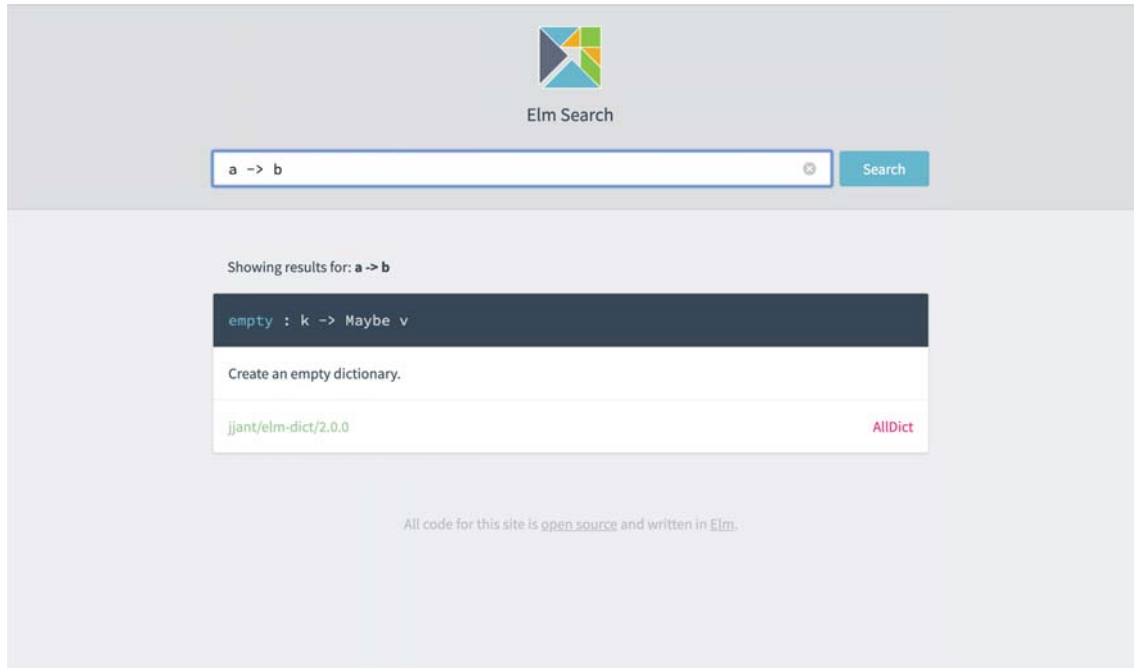 Elm Search
a -> b
Search
Showing results for: a -> b
empty : k -> Maybe v
Create an empty dictionary.
jjant/elm-dict/2.0.0
AllDict
All code for this site is open source and written in Elm.